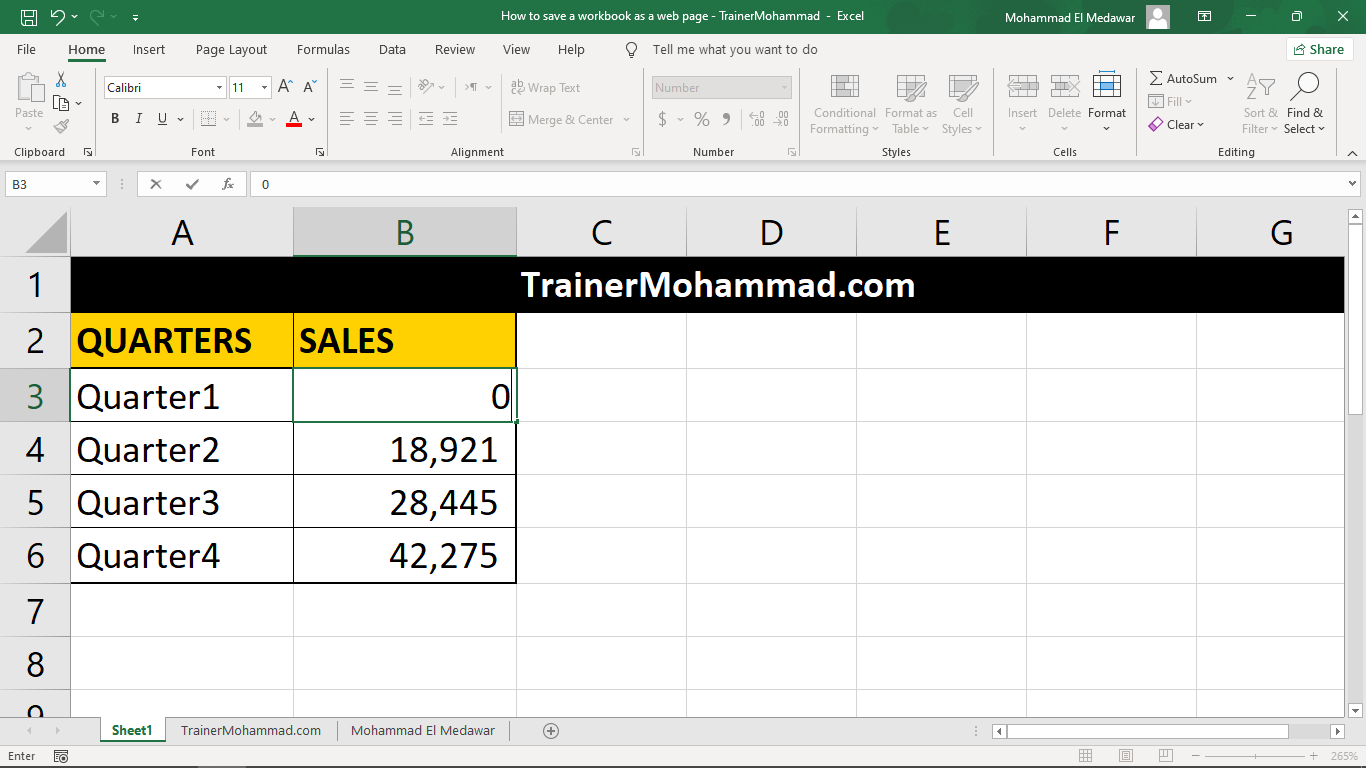 How to save a workbook as a web page - TrainerMohammad - Excel
Mohammad El Medawar
File Home Insert Page Layout Formulas Data Review View Help Tell me what you want to do
Share
Paste
Clipboard
Calibri 11
B I U A
Font
Wrap Text
Merge & Center
Alignment
Number
$ % 9
Number
Conditional Formatting
Format as Table
Cell Styles
Styles
Insert Delete Format
Cells
AutoSum
Fill
Clear
Sort & Filter
Find & Select
Editing
B3 fx 0
A B C D E F G
1 TrainerMohammad.com
2 QUARTERS SALES
3 Quarter1 0
4 Quarter2 18,921
5 Quarter3 28,445
6 Quarter4 42,275
7
8
9
Sheet1 TrainerMohammad.com Mohammad El Medawar
Enter
265%